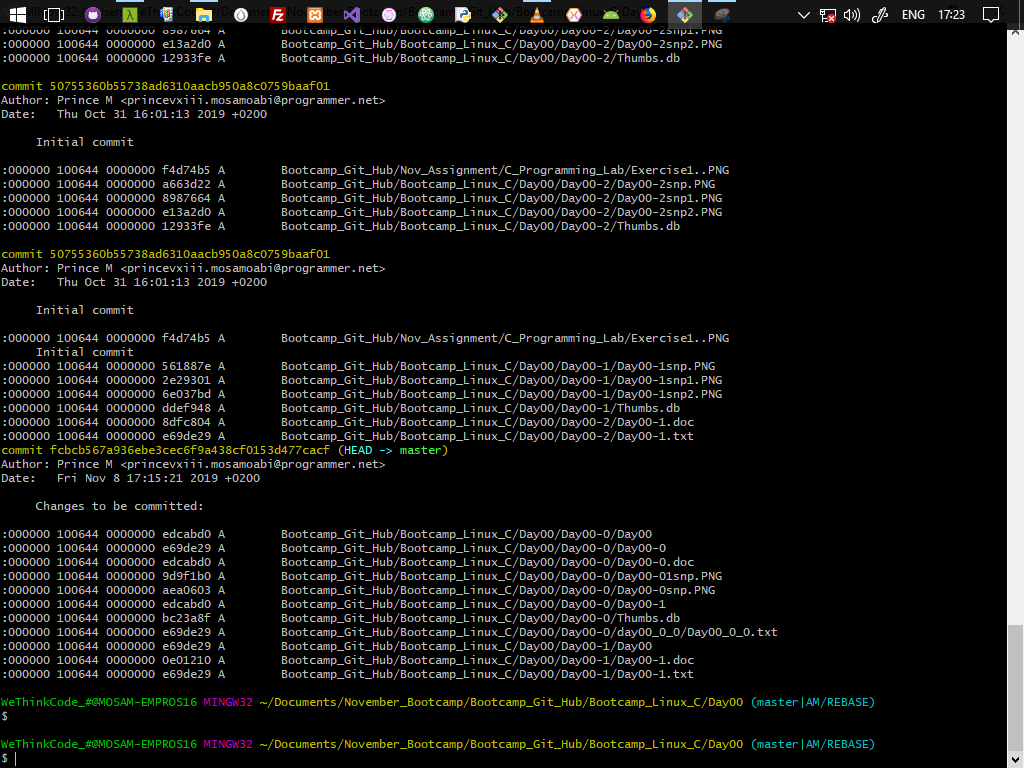 ENG 17:23
:000000 100644 0000000 8987664 A Bootcamp_Git_Hub/Bootcamp_Linux_C/Day00/Day00-2/Day00-2snp1.PNG
:000000 100644 0000000 e13a2d0 A Bootcamp_Git_Hub/Bootcamp_Linux_C/Day00/Day00-2/Day00-2snp2.PNG
:000000 100644 0000000 12933fe A Bootcamp_Git_Hub/Bootcamp_Linux_C/Day00/Day00-2/Thumbs.db
commit 50755360b55738ad6310aacb950a8c0759baaf01
Author: Prince M <princevxiii.mosamoabi@programmer.net>
Date: Thu Oct 31 16:01:13 2019 +0200
Initial commit
:000000 100644 0000000 f4d74b5 A Bootcamp_Git_Hub/Nov_Assignment/C_Programming_Lab/Exercise1..PNG
:000000 100644 0000000 a663d22 A Bootcamp_Git_Hub/Bootcamp_Linux_C/Day00/Day00-2/Day00-2snp.PNG
:000000 100644 0000000 8987664 A Bootcamp_Git_Hub/Bootcamp_Linux_C/Day00/Day00-2/Day00-2snp1.PNG
:000000 100644 0000000 e13a2d0 A Bootcamp_Git_Hub/Bootcamp_Linux_C/Day00/Day00-2/Day00-2snp2.PNG
:000000 100644 0000000 12933fe A Bootcamp_Git_Hub/Bootcamp_Linux_C/Day00/Day00-2/Thumbs.db
commit 50755360b55738ad6310aacb950a8c0759baaf01
Author: Prince M <princevxiii.mosamoabi@programmer.net>
Date: Thu Oct 31 16:01:13 2019 +0200
Initial commit
:000000 100644 0000000 f4d74b5 A Bootcamp_Git_Hub/Nov_Assignment/C_Programming_Lab/Exercise1..PNG
Initial commit
:000000 100644 0000000 561887e A Bootcamp_Git_Hub/Bootcamp_Linux_C/Day00/Day00-1/Day00-1snp.PNG
:000000 100644 0000000 2e29301 A Bootcamp_Git_Hub/Bootcamp_Linux_C/Day00/Day00-1/Day00-1snp1.PNG
:000000 100644 0000000 6e037bd A Bootcamp_Git_Hub/Bootcamp_Linux_C/Day00/Day00-1/Day00-1snp2.PNG
:000000 100644 0000000 ddef948 A Bootcamp_Git_Hub/Bootcamp_Linux_C/Day00/Day00-1/Thumbs.db
:000000 100644 0000000 8dfc804 A Bootcamp_Git_Hub/Bootcamp_Linux_C/Day00/Day00-2/Day00-1.doc
:000000 100644 0000000 e69de29 A Bootcamp_Git_Hub/Bootcamp_Linux_C/Day00/Day00-2/Day00-1.txt
commit fcbcb567a936ebe3cec6f9a438cf0153d477cacf (HEAD -> master)
Author: Prince M <princevxiii.mosamoabi@programmer.net>
Date: Fri Nov 8 17:15:21 2019 +0200
Changes to be committed:
:000000 100644 0000000 edcabd0 A Bootcamp_Git_Hub/Bootcamp_Linux_C/Day00/Day00-0/Day00
:000000 100644 0000000 e69de29 A Bootcamp_Git_Hub/Bootcamp_Linux_C/Day00/Day00-0/Day00-0
:000000 100644 0000000 edcabd0 A Bootcamp_Git_Hub/Bootcamp_Linux_C/Day00/Day00-0/Day00-0.doc
:000000 100644 0000000 9d9f1b0 A Bootcamp_Git_Hub/Bootcamp_Linux_C/Day00/Day00-0/Day00-01snp.PNG
:000000 100644 0000000 aea0603 A Bootcamp_Git_Hub/Bootcamp_Linux_C/Day00/Day00-0/Day00-0snp.PNG
:000000 100644 0000000 edcabd0 A Bootcamp_Git_Hub/Bootcamp_Linux_C/Day00/Day00-0/Day00-1
:000000 100644 0000000 bc23a8f A Bootcamp_Git_Hub/Bootcamp_Linux_C/Day00/Day00-0/Thumbs.db
:000000 100644 0000000 e69de29 A Bootcamp_Git_Hub/Bootcamp_Linux_C/Day00/Day00-0/day00_0_0/Day00_0_0.txt
:000000 100644 0000000 e69de29 A Bootcamp_Git_Hub/Bootcamp_Linux_C/Day00/Day00-1/Day00
:000000 100644 0000000 0e01210 A Bootcamp_Git_Hub/Bootcamp_Linux_C/Day00/Day00-1/Day00-1.doc
:000000 100644 0000000 e69de29 A Bootcamp_Git_Hub/Bootcamp_Linux_C/Day00/Day00-1/Day00-1.txt
WeThinkCode_#@MOSAM-EMPROS16 MINGW32 ~/Documents/November_Bootcamp/Bootcamp_Git_Hub/Bootcamp_Linux_C/Day00 (master|AM/REBASE)
$
WeThinkCode_#@MOSAM-EMPROS16 MINGW32 ~/Documents/November_Bootcamp/Bootcamp_Git_Hub/Bootcamp_Linux_C/Day00 (master|AM/REBASE)
$